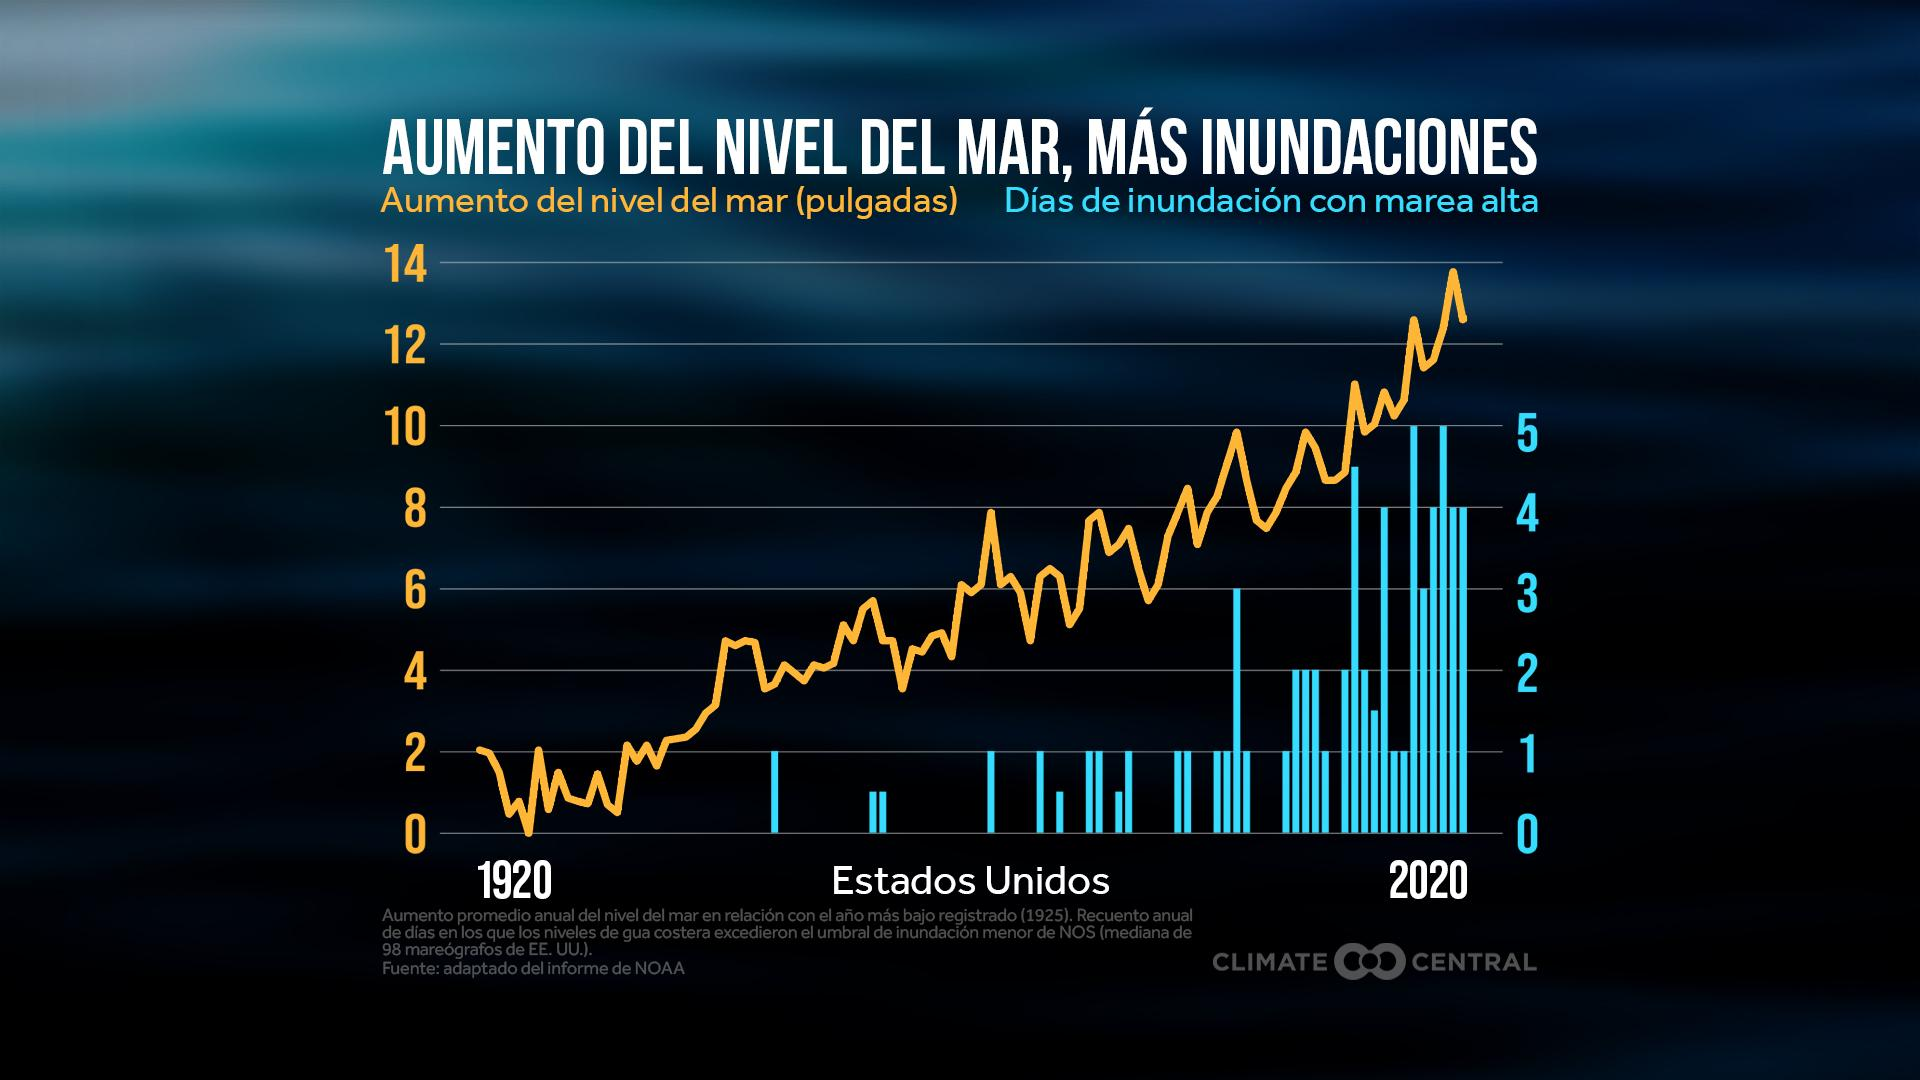 AUMENTO DEL NIVEL DEL MAR, MÁS INUNDACIONES
Aumento del nivel del mar (pulgadas) Días de inundación con marea alta
14
12
10
8
6
4
2
0
5
4
3
2
1
0
1920 Estados Unidos 2020
Aumento promedio anual del nivel del mar en relación con el año más bajo registrado (1925). Recuento anual
de días en los que los niveles de gua costera excedieron el umbral de inundación menor de NOS (mediana de
98 mareógrafos de EE. UU.).
Fuente: adaptado del informe de NOAA
CLIMATE CENTRAL